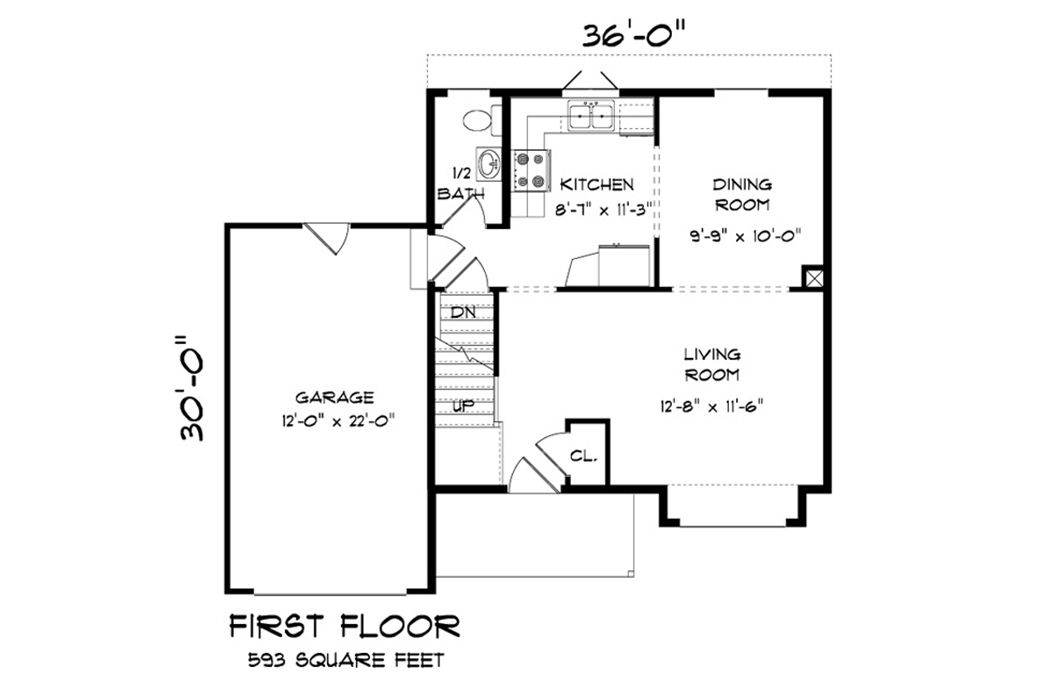 36'-0"
1/2
BATH
KITCHEN
8'-7" x 11'-3"
DINING
ROOM
9'-9" x 10'-0"
DN
LIVING
ROOM
12'-8" x 11'-6"
30'-0"
GARAGE
12'-0" x 22'-0"
UP
CL.
FIRST FLOOR
593 SQUARE FEET